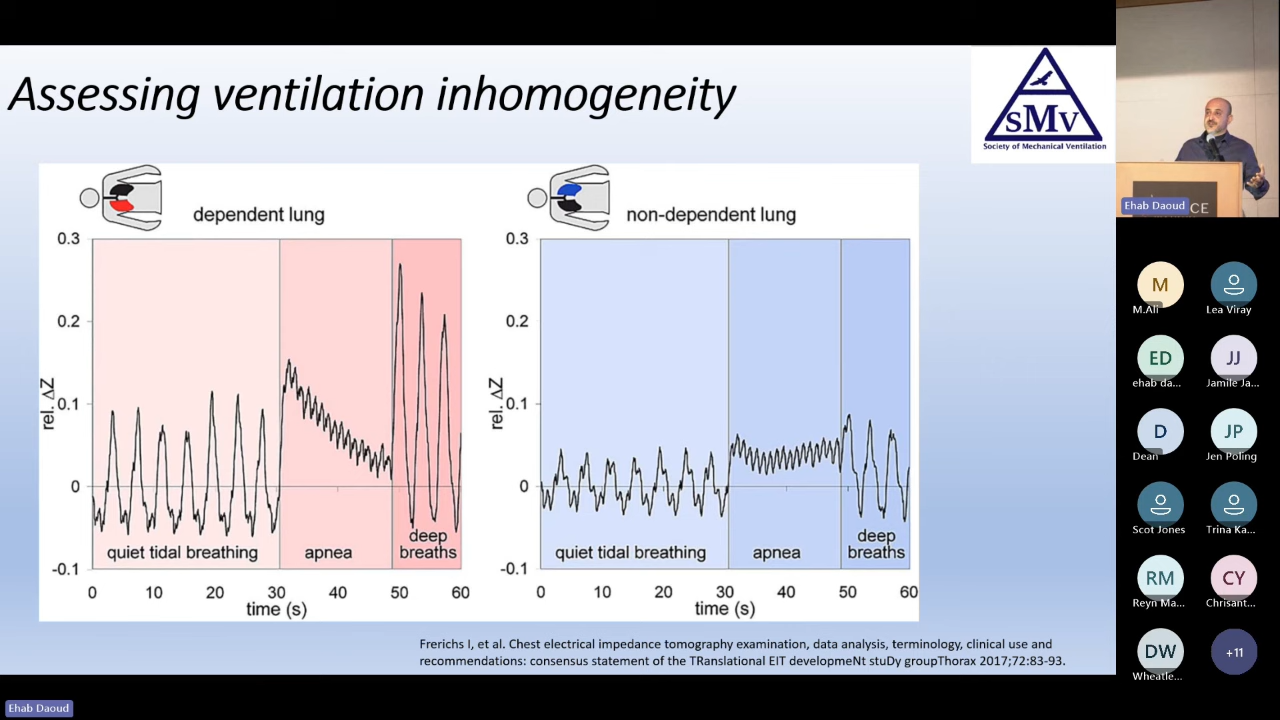 Assessing ventilation inhomogeneity
SMV
Society of Mechanical Ventilation
dependent lung
0.3
0.2
0.1
0
-0.1
rel. ΔZ
quiet tidal breathing
apnea
deep
breaths
0 10 20 30 40 50 60
time (s)
non-dependent lung
0.3
0.2
0.1
0
-0.1
rel. ΔZ
quiet tidal breathing
apnea
deep
breaths
0 10 20 30 40 50 60
time (s)
Frerichs I, et al. Chest electrical impedance tomography examination, data analysis, terminology, clinical use and
recommendations: consensus statement of the TRanslational EIT developmeNt stuDy groupThorax 2017;72:83-93.
Ehab Daoud
CE
Ehab Daoud
M
M.Ali
Lea Viray
ED
ehab da...
JJ
Jamile Ja...
D
Dean
JP
Jen Poling
Scot Jones
Trina Ka...
RM
Reyn Ma...
CY
Chrisant...
DW
Wheatle...
+11